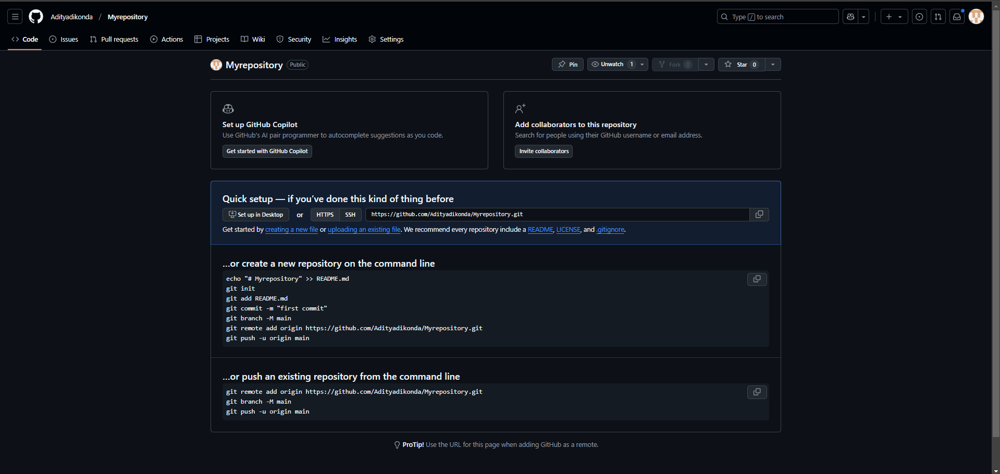 Adityadikonda / Myrepository
Type / to search
Code Issues Pull requests Actions Projects Wiki Security Insights Settings
Myrepository Public
Pin Unwatch 1 Fork 0 Star 0
Set up GitHub Copilot
Use GitHub's AI pair programmer to autocomplete suggestions as you code.
Get started with GitHub Copilot
Add collaborators to this repository
Search for people using their GitHub username or email address.
Invite collaborators
Quick setup — if you’ve done this kind of thing before
Set up in Desktop or HTTPS SSH https://github.com/Adityadikonda/Myrepository.git
Get started by creating a new file or uploading an existing file. We recommend every repository include a README, LICENSE, and .gitignore.
…or create a new repository on the command line
echo "# Myrepository" >> README.md
git init
git add README.md
git commit -m "first commit"
git branch -M main
git remote add origin https://github.com/Adityadikonda/Myrepository.git
git push -u origin main
…or push an existing repository from the command line
git remote add origin https://github.com/Adityadikonda/Myrepository.git
git branch -M main
git push -u origin main
ProTip! Use the URL for this page when adding GitHub as a remote.